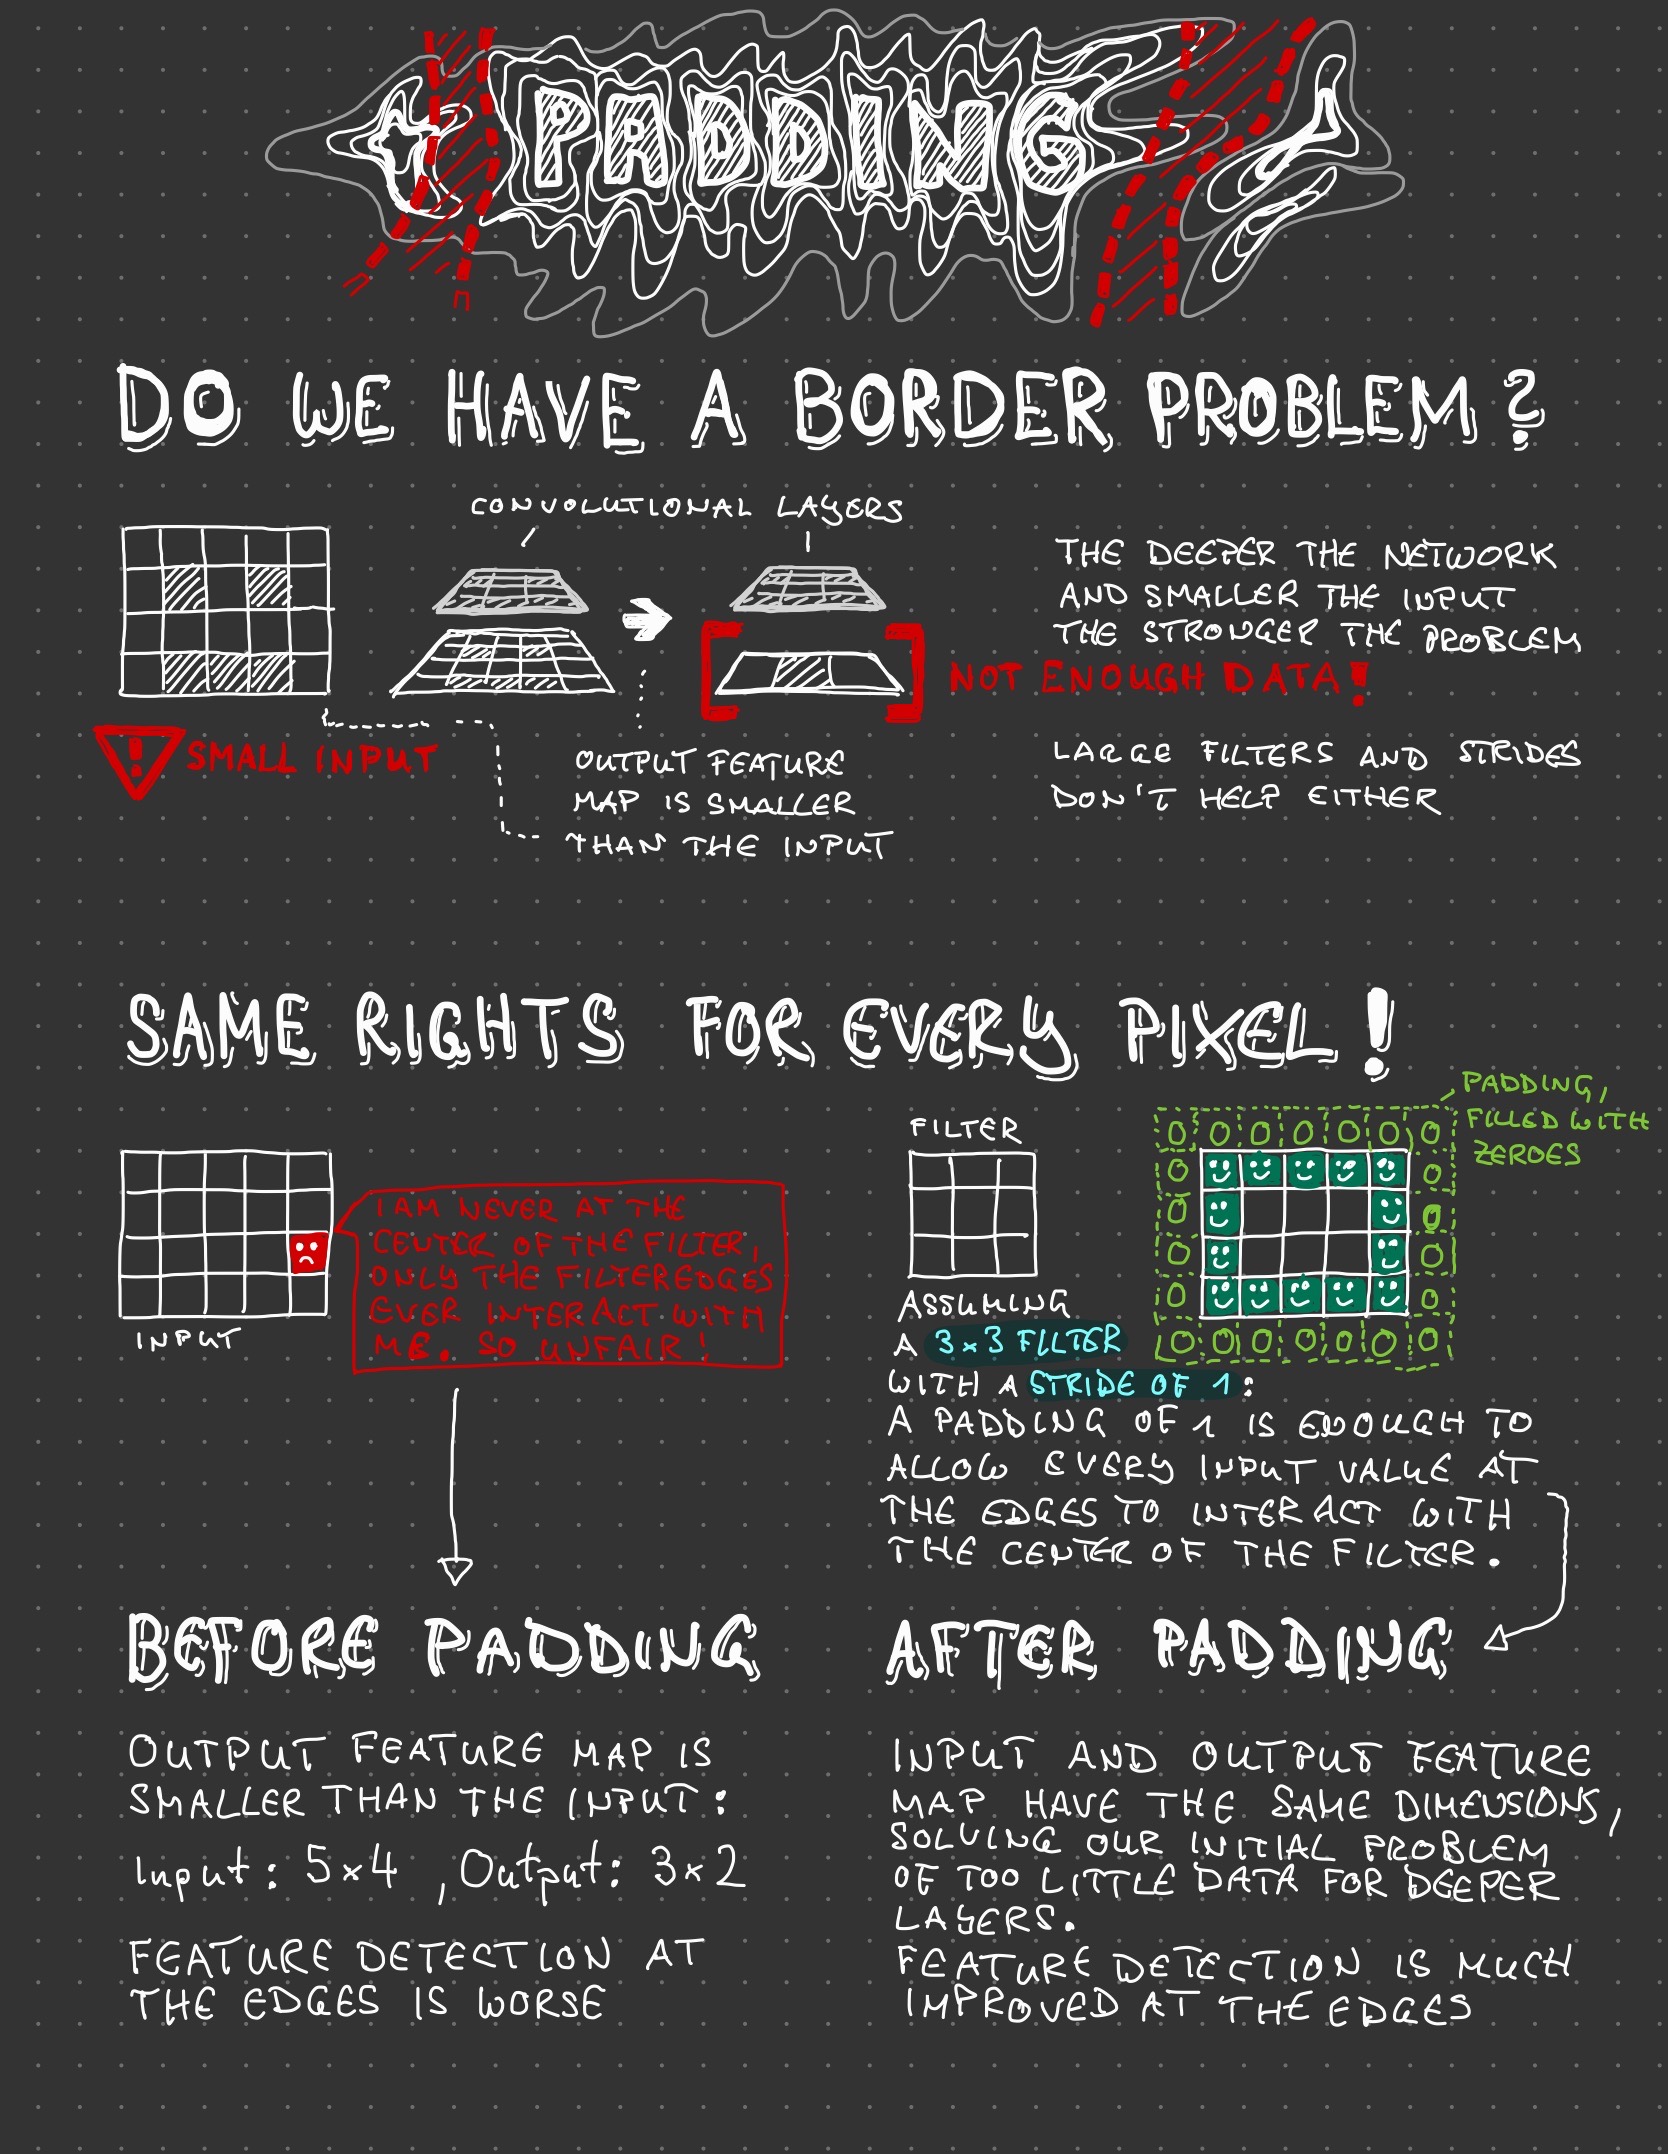 PADDING
DO WE HAVE A BORDER PROBLEM?
CONVOLUTIONAL LAYERS
THE DEEPER THE NETWORK
AND SMALLER THE INPUT
THE STRONGER THE PROBLEM
NOT ENOUGH DATA!
! SMALL INPUT
OUTPUT FEATURE
MAP IS SMALLER
THAN THE INPUT
LARGE FILTERS AND STRIDES
DON'T HELP EITHER
SAME RIGHTS FOR EVERY PIXEL!
INPUT
I AM NEVER AT THE
CENTER OF THE FILTER,
ONLY THE FILTER EDGES
EVER INTERACT WITH
ME. SO UNFAIR!
FILTER
PADDING,
FILLED WITH
ZEROES
0 0 0 0 0 0 0
0 0
0 0
0 0
0 0
0 0 0 0 0 0 0
ASSUMING
A 3x3 FILTER
WITH A STRIDE OF 1:
A PADDING OF 1 IS ENOUGH TO
ALLOW EVERY INPUT VALUE AT
THE EDGES TO INTERACT WITH
THE CENTER OF THE FILTER.
BEFORE PADDING
OUTPUT FEATURE MAP IS
SMALLER THAN THE INPUT:
Input: 5x4, Output: 3x2
FEATURE DETECTION AT
THE EDGES IS WORSE
AFTER PADDING
INPUT AND OUTPUT FEATURE
MAP HAVE THE SAME DIMENSIONS,
SOLVING OUR INITIAL PROBLEM
OF TOO LITTLE DATA FOR DEEPER
LAYERS.
FEATURE DETECTION IS MUCH
IMPROVED AT THE EDGES